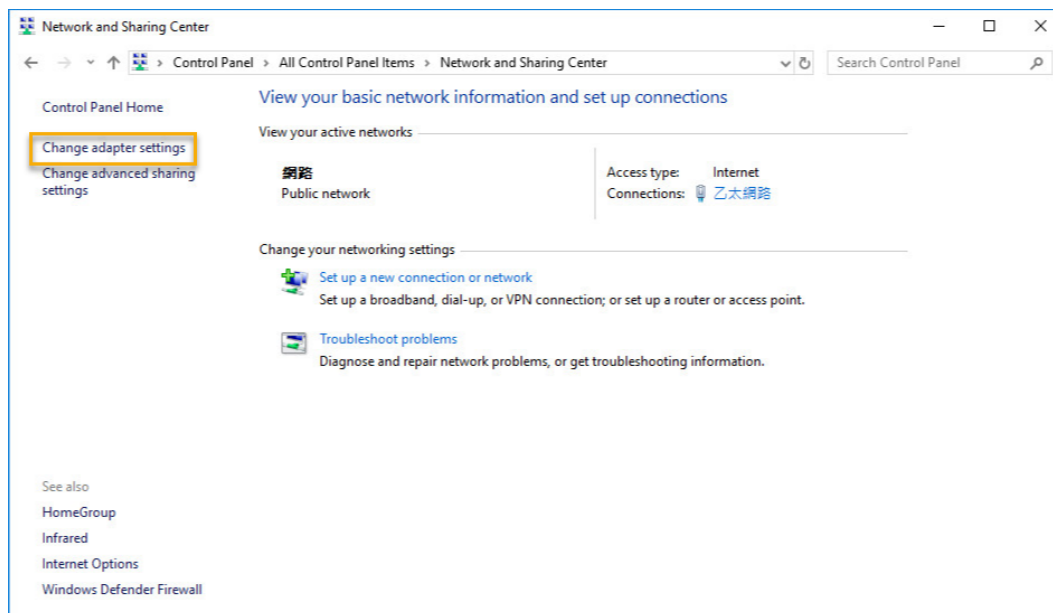 Network and Sharing Center
Control Panel > All Control Panel Items > Network and Sharing Center
Search Control Panel
Control Panel Home
Change adapter settings
Change advanced sharing
settings
View your basic network information and set up connections
View your active networks
網路
Public network
Access type: Internet
Connections: 乙太網路
Change your networking settings
Set up a new connection or network
Set up a broadband, dial-up, or VPN connection; or set up a router or access point.
Troubleshoot problems
Diagnose and repair network problems, or get troubleshooting information.
See also
HomeGroup
Infrared
Internet Options
Windows Defender Firewall